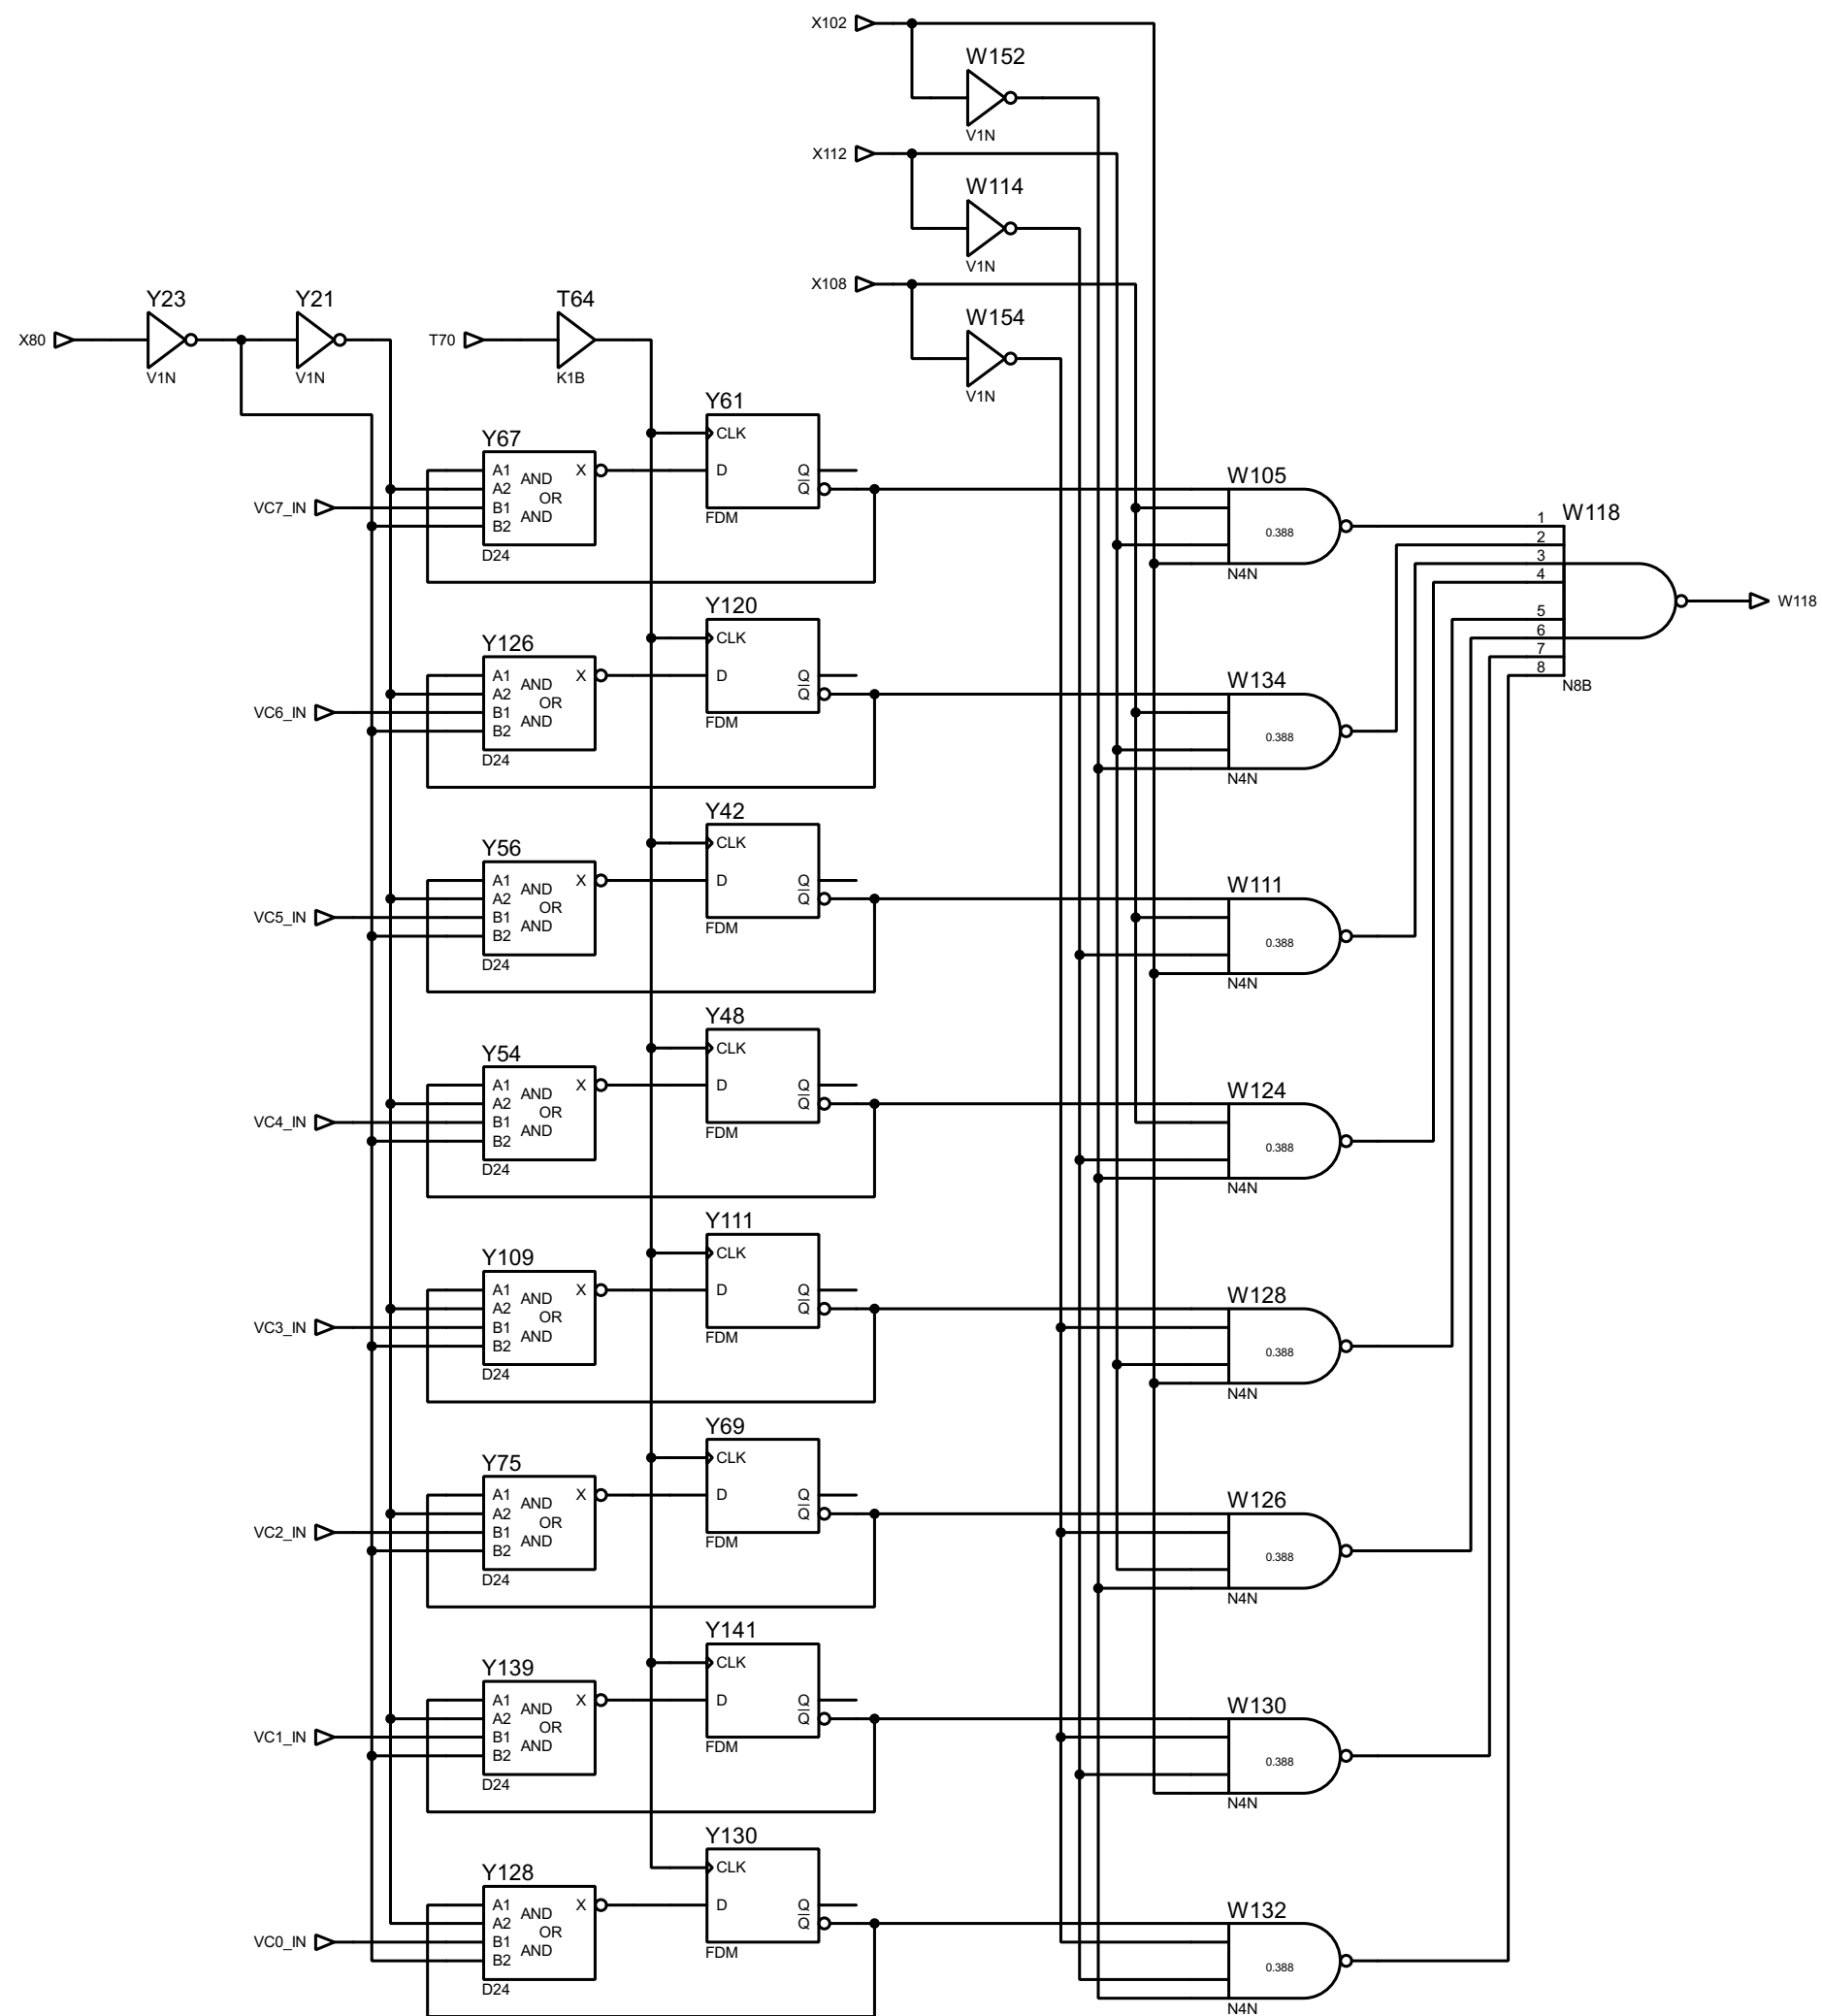 X102
W152
V1N
X112
W114
V1N
X108
W154
V1N
X80
Y23
V1N
Y21
V1N
T70
T64
K1B
Y61
CLK
D
Q
Q
FDM
Y67
A1
A2
B1
B2
AND
OR
AND
X
D24
VC7_IN
W105
0.388
N4N
1
2
3
4
5
6
7
8
W118
N8B
W118
Y120
CLK
D
Q
Q
FDM
Y126
A1
A2
B1
B2
AND
OR
AND
X
D24
VC6_IN
W134
0.388
N4N
Y42
CLK
D
Q
Q
FDM
Y56
A1
A2
B1
B2
AND
OR
AND
X
D24
VC5_IN
W111
0.388
N4N
Y48
CLK
D
Q
Q
FDM
Y54
A1
A2
B1
B2
AND
OR
AND
X
D24
VC4_IN
W124
0.388
N4N
Y111
CLK
D
Q
Q
FDM
Y109
A1
A2
B1
B2
AND
OR
AND
X
D24
VC3_IN
W128
0.388
N4N
Y69
CLK
D
Q
Q
FDM
Y75
A1
A2
B1
B2
AND
OR
AND
X
D24
VC2_IN
W126
0.388
N4N
Y141
CLK
D
Q
Q
FDM
Y139
A1
A2
B1
B2
AND
OR
AND
X
D24
VC1_IN
W130
0.388
N4N
Y130
CLK
D
Q
Q
FDM
Y128
A1
A2
B1
B2
AND
OR
AND
X
D24
VC0_IN
W132
0.388
N4N